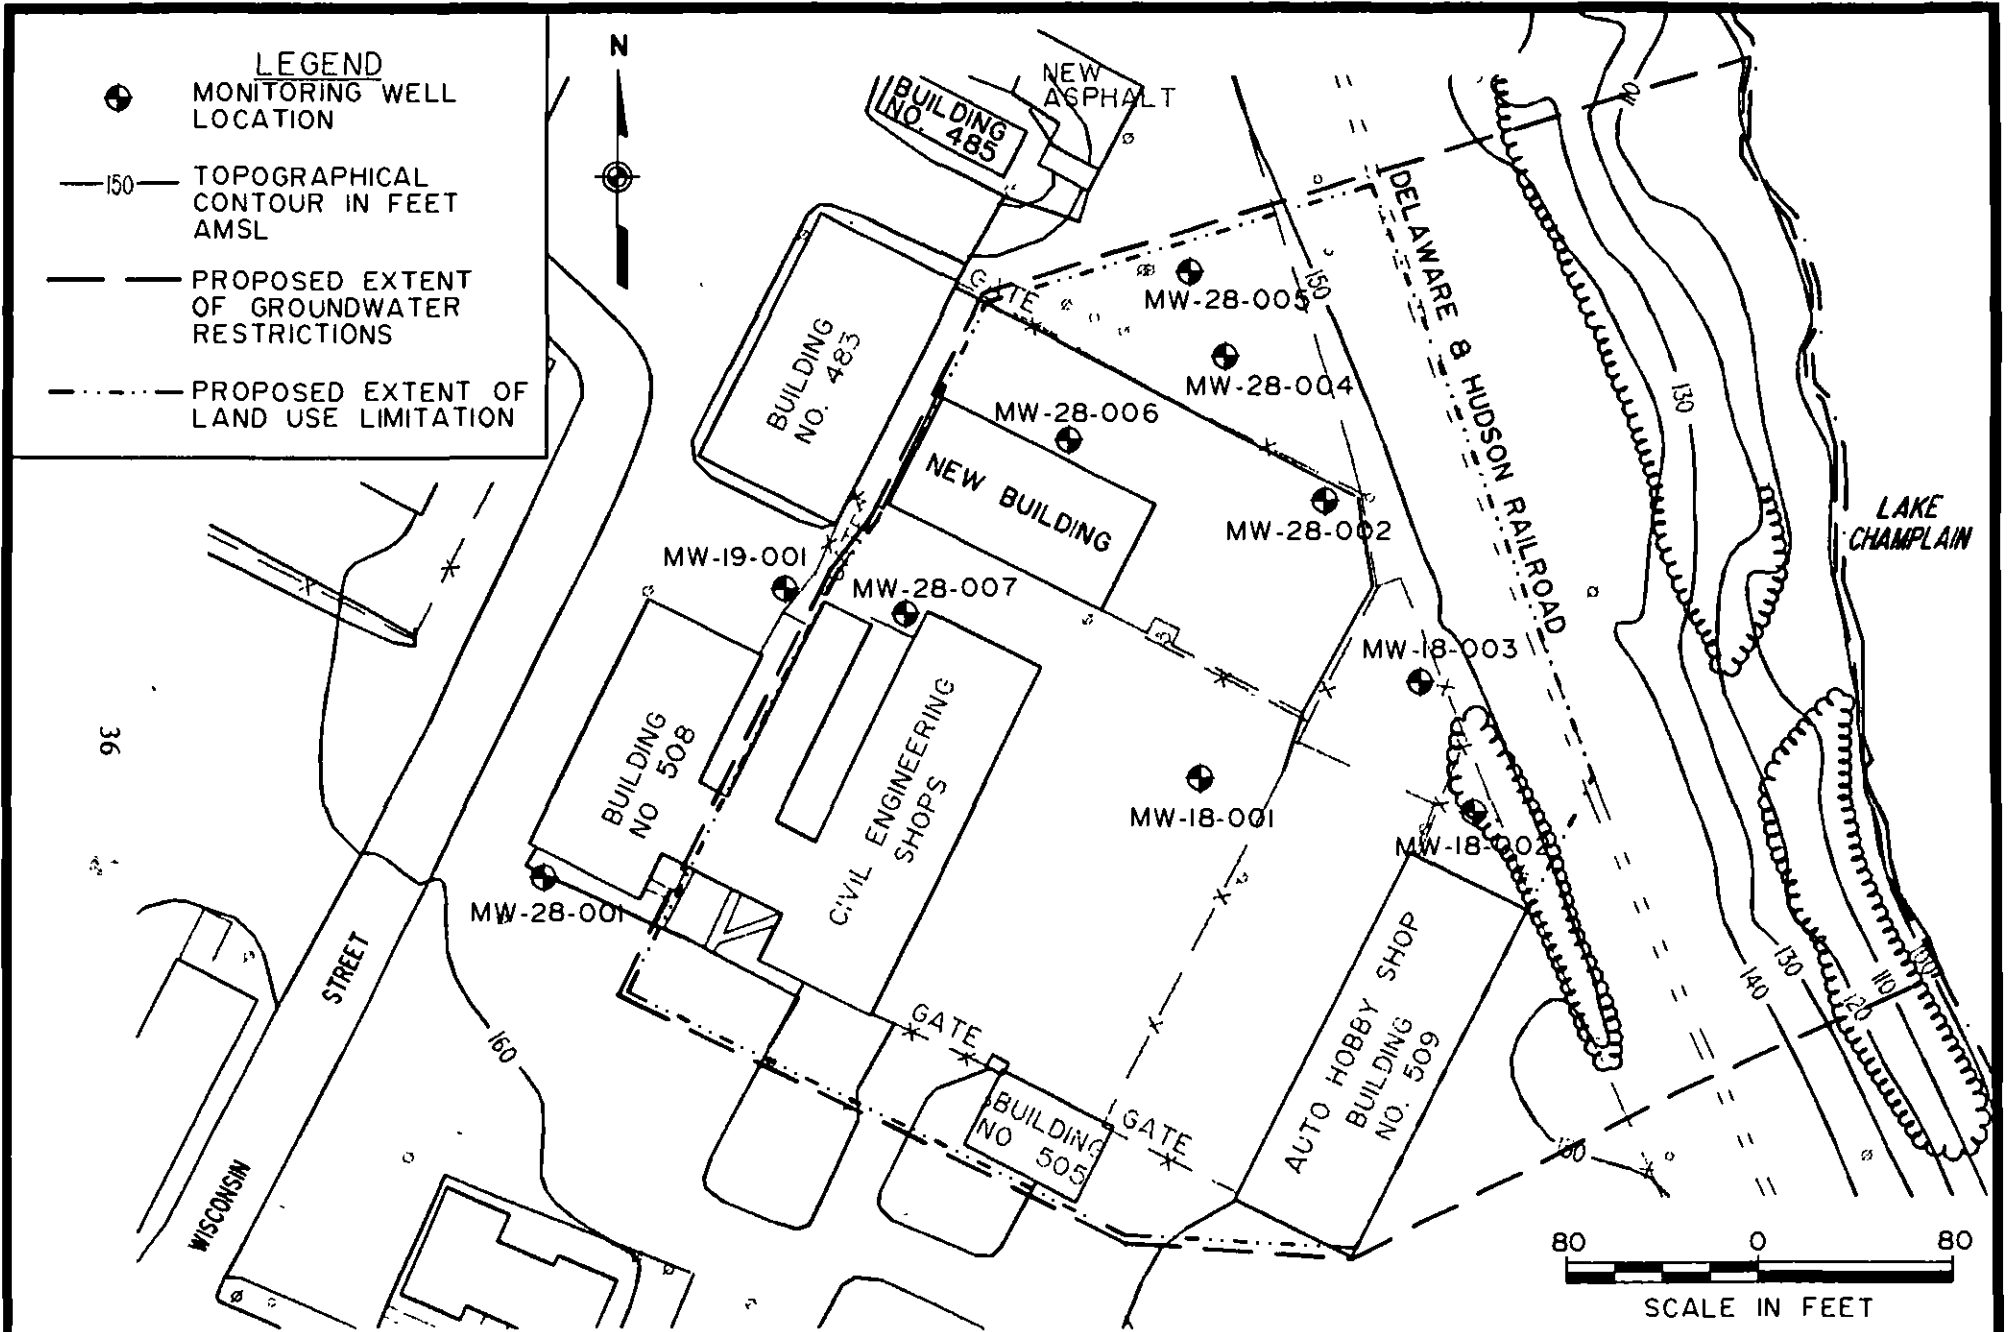 LEGEND
MONITORING WELL
LOCATION
150
TOPOGRAPHICAL
CONTOUR IN FEET
AMSL
PROPOSED EXTENT
OF GROUNDWATER
RESTRICTIONS
PROPOSED EXTENT OF
LAND USE LIMITATION
N
BUILDING
NO. 485
NEW
ASPHALT
110
GATE
MW-28-005
150
DELAWARE & HUDSON RAILROAD
BUILDING
NO. 483
MW-28-004
130
MW-28-006
NEW BUILDING
MW-28-002
LAKE
CHAMPLAIN
MW-19-001
MW-28-007
MW-18-003
36
BUILDING
NO 508
CIVIL ENGINEERING
SHOPS
MW-18-001
MW-18-002
MW-28-001
WISCONSIN
STREET
160
GATE
BUILDING
NO 505
GATE
AUTO HOBBY SHOP
BUILDING
NO. 509
140
130
120
110
100
80 0 80
SCALE IN FEET